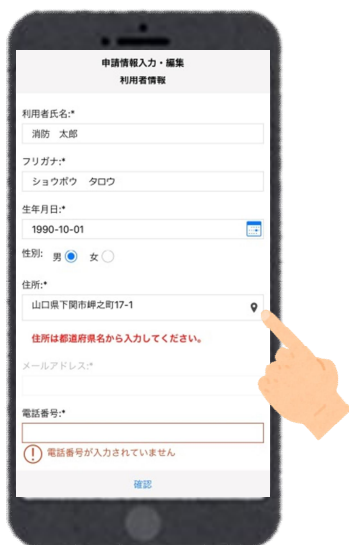 申請情報入力・編集
利用者情報
利用者氏名:*
消防 太郎
フリガナ:*
ショウボウ タロウ
生年月日:*
1990-10-01
性別: 男 女
住所:*
山口県下関市岬之町17-1
住所は都道府県名から入力してください。
メールアドレス:*
電話番号:*
電話番号が入力されていません
確認